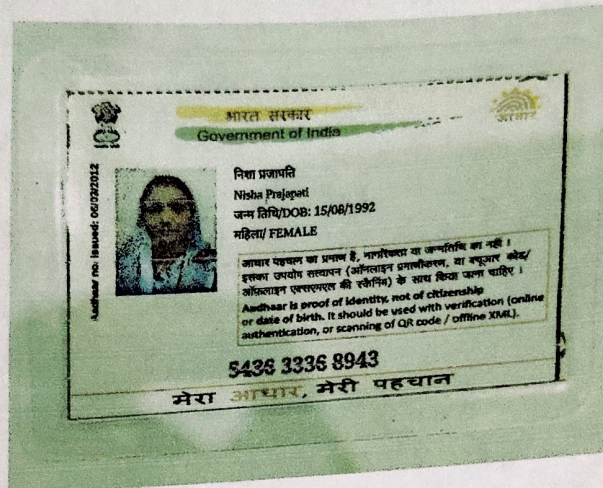 भारत सरकार
Government of India
आधार
Aadhaar no. issued: 06/03/2012
निशा प्रजापति
Nisha Prajapati
जन्म तिथि/DOB: 15/08/1992
महिला/ FEMALE
आधार पहचान का प्रमाण है, नागरिकता या जन्मतिथि का नहीं ।
इसका उपयोग सत्यापन (ऑनलाइन प्रमाणीकरण, या क्यूआर कोड/
ऑफ़लाइन एक्सएमएल की स्कैनिंग) के साथ किया जाना चाहिए ।
Aadhaar is proof of identity, not of citizenship
or date of birth. It should be used with verification (online
authentication, or scanning of QR code / offline XML).
5436 3336 8943
मेरा आधार, मेरी पहचान